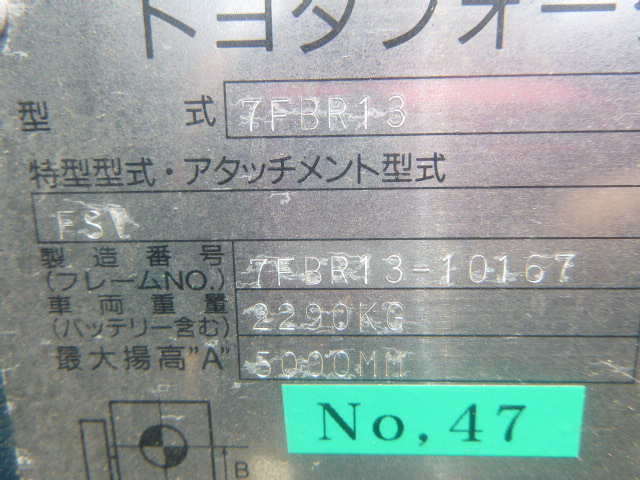 トヨタフォーク
型式 7FBR13
特型型式・アタッチメント型式
FSV
製造番号
(フレームNO.) 7FBR13-10167
車両重量
(バッテリー含む) 2290KG
最大揚高"A" 5000MM
No, 47
B